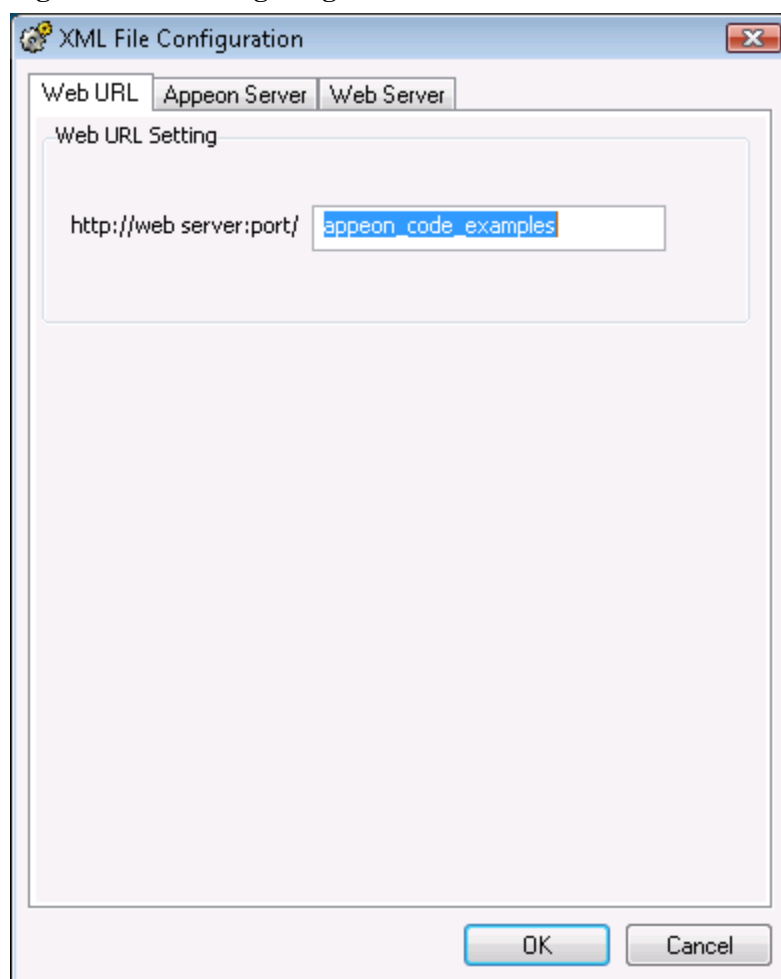 XML File Configuration
Web URL Appeon Server Web Server
Web URL Setting
http://web server:port/ appeon_code_examples
OK Cancel